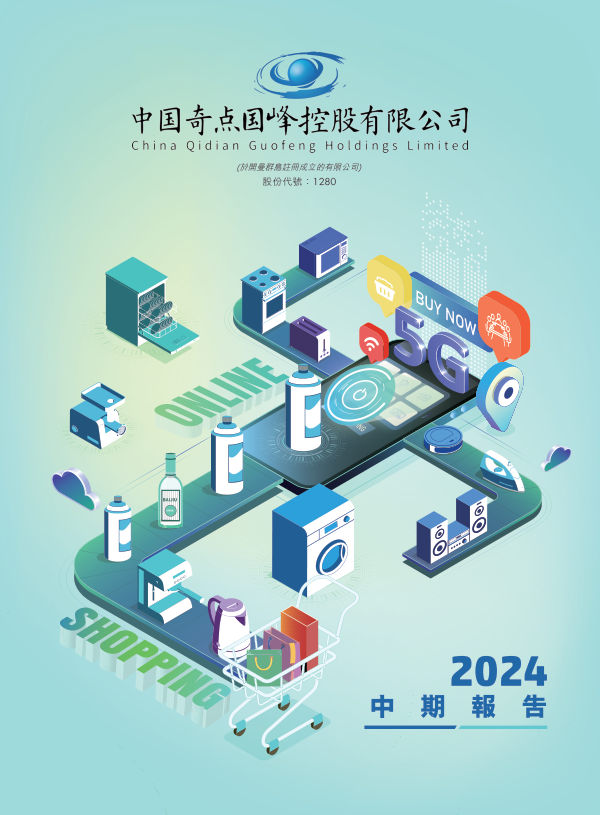 中国奇点国峰控股有限公司
China Qidian Guofeng Holdings Limited
(於開曼群島註冊成立的有限公司)
股份代號：1280
BUY NOW
5G
ONLINE
BAIJIU
SHOPPING
2024
中期報告